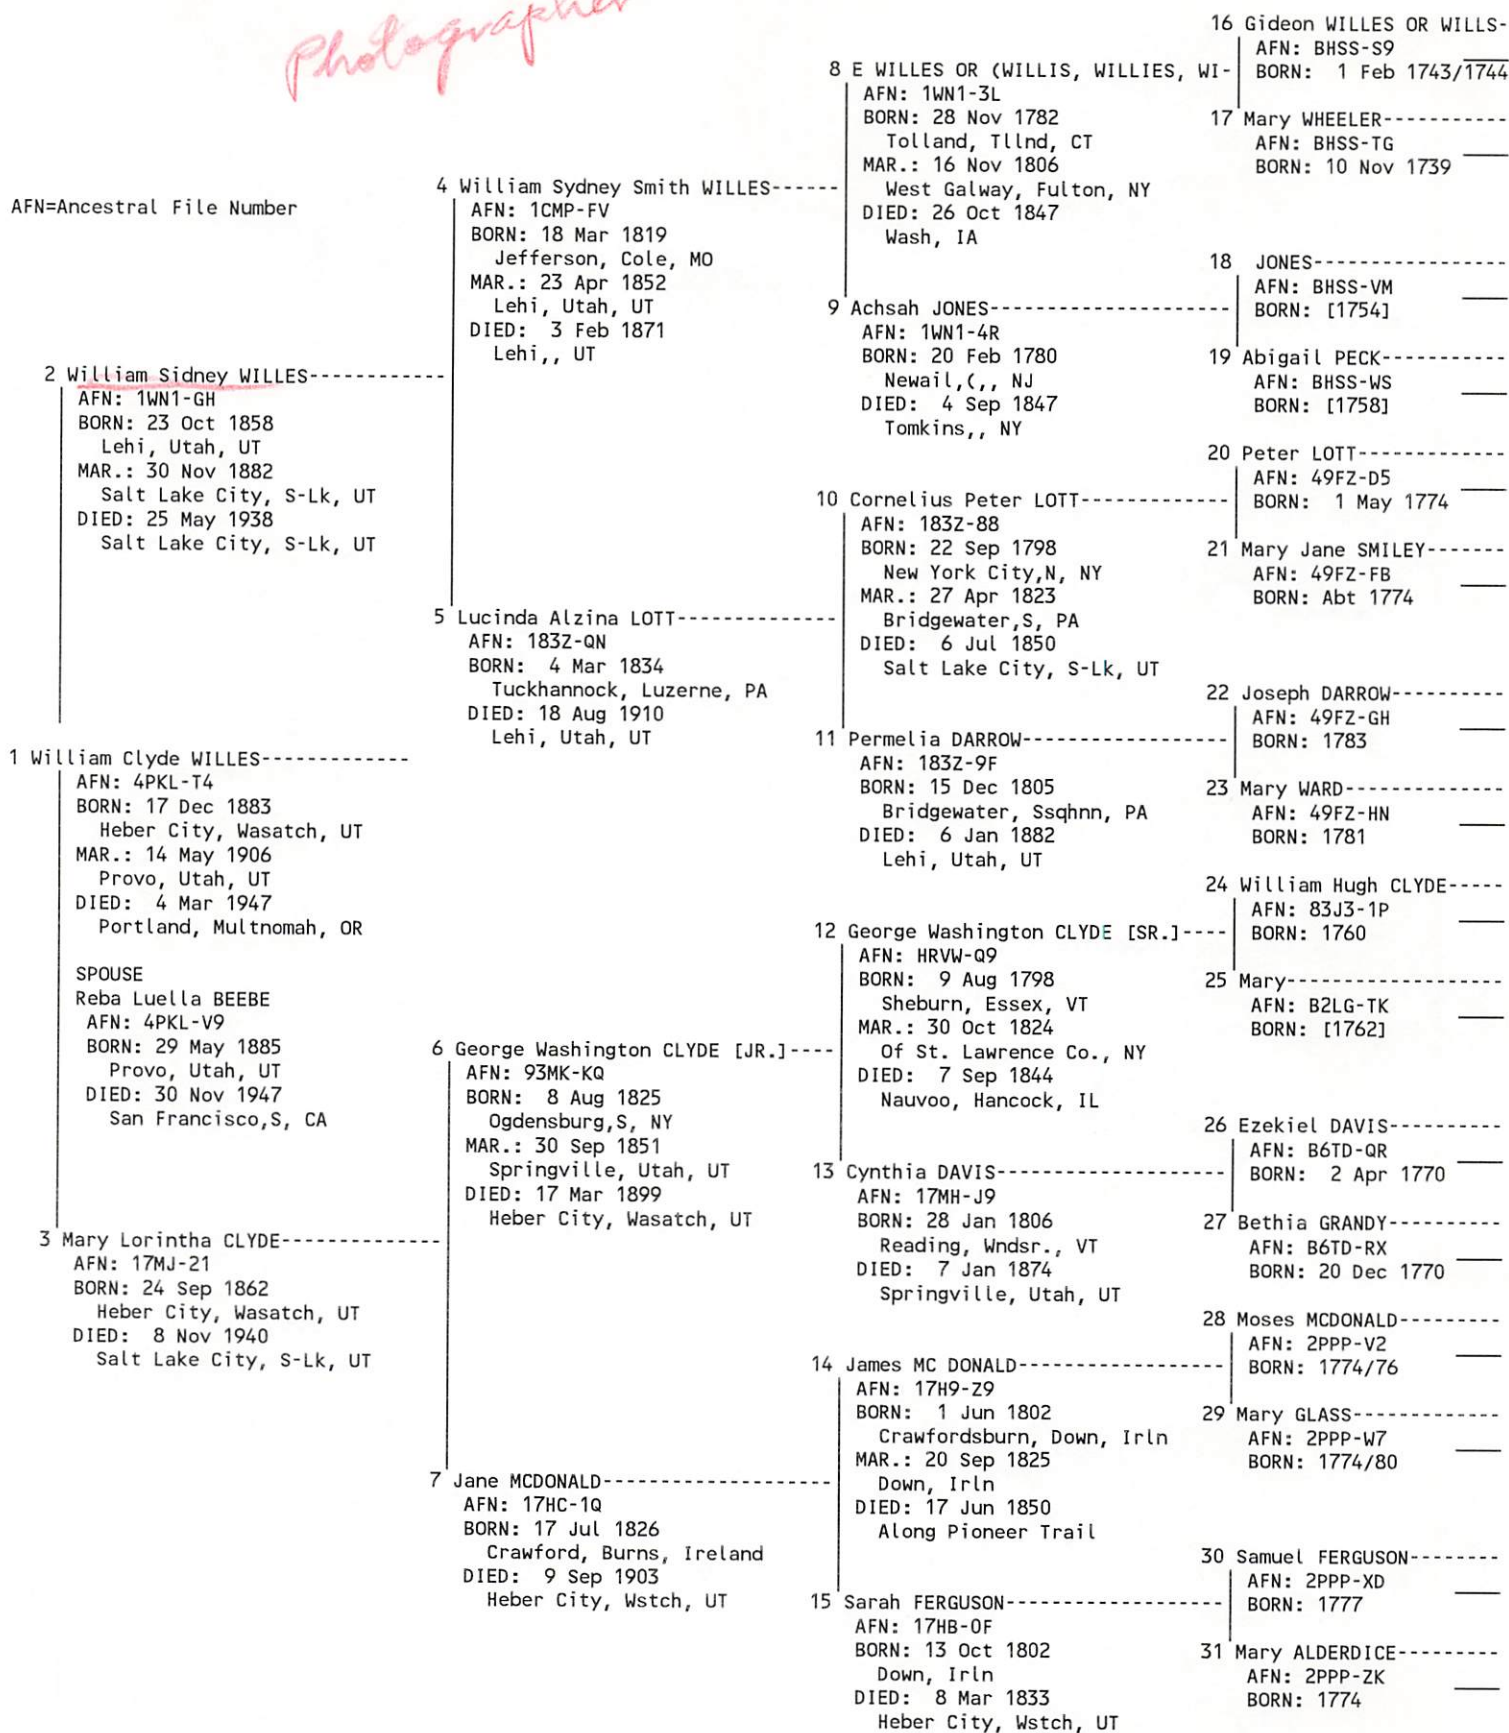 Photographer
AFN=Ancestral File Number
1 William Clyde WILLES-------------
AFN: 4PKL-T4
BORN: 17 Dec 1883
Heber City, Wasatch, UT
MAR.: 14 May 1906
Provo, Utah, UT
DIED:  4 Mar 1947
Portland, Multnomah, OR
SPOUSE
Reba Luella BEEBE
AFN: 4PKL-V9
BORN: 29 May 1885
Provo, Utah, UT
DIED: 30 Nov 1947
San Francisco,S, CA
2 William Sidney WILLES------------
AFN: 1WN1-GH
BORN: 23 Oct 1858
Lehi, Utah, UT
MAR.: 30 Nov 1882
Salt Lake City, S-Lk, UT
DIED: 25 May 1938
Salt Lake City, S-Lk, UT
3 Mary Lorintha CLYDE--------------
AFN: 17MJ-21
BORN: 24 Sep 1862
Heber City, Wasatch, UT
DIED:  8 Nov 1940
Salt Lake City, S-Lk, UT
4 William Sydney Smith WILLES------
AFN: 1CMP-FV
BORN: 18 Mar 1819
Jefferson, Cole, MO
MAR.: 23 Apr 1852
Lehi, Utah, UT
DIED:  3 Feb 1871
Lehi,, UT
5 Lucinda Alzina LOTT--------------
AFN: 183Z-QN
BORN:  4 Mar 1834
Tuckhannock, Luzerne, PA
DIED: 18 Aug 1910
Lehi, Utah, UT
6 George Washington CLYDE [JR.]----
AFN: 93MK-KQ
BORN:  8 Aug 1825
Ogdensburg,S, NY
MAR.: 30 Sep 1851
Springville, Utah, UT
DIED: 17 Mar 1899
Heber City, Wasatch, UT
7 Jane MCDONALD-------------------
AFN: 17HC-1Q
BORN: 17 Jul 1826
Crawford, Burns, Ireland
DIED:  9 Sep 1903
Heber City, Wstch, UT
8 E WILLES OR (WILLIS, WILLIES, WI-
AFN: 1WN1-3L
BORN: 28 Nov 1782
Tolland, Tllnd, CT
MAR.: 16 Nov 1806
West Galway, Fulton, NY
DIED: 26 Oct 1847
Wash, IA
9 Achsah JONES--------------------
AFN: 1WN1-4R
BORN: 20 Feb 1780
Newail,(,, NJ
DIED:  4 Sep 1847
Tomkins,, NY
10 Cornelius Peter LOTT-------------
AFN: 183Z-88
BORN: 22 Sep 1798
New York City,N, NY
MAR.: 27 Apr 1823
Bridgewater,S, PA
DIED:  6 Jul 1850
Salt Lake City, S-Lk, UT
11 Permelia DARROW-----------------
AFN: 183Z-9F
BORN: 15 Dec 1805
Bridgewater, Ssqhnn, PA
DIED:  6 Jan 1882
Lehi, Utah, UT
12 George Washington CLYDE [SR.]----
AFN: HRVW-Q9
BORN:  9 Aug 1798
Sheburn, Essex, VT
MAR.: 30 Oct 1824
Of St. Lawrence Co., NY
DIED:  7 Sep 1844
Nauvoo, Hancock, IL
13 Cynthia DAVIS-------------------
AFN: 17MH-J9
BORN: 28 Jan 1806
Reading, Wndsr., VT
DIED:  7 Jan 1874
Springville, Utah, UT
14 James MC DONALD-----------------
AFN: 17H9-Z9
BORN:  1 Jun 1802
Crawfordsburn, Down, Irln
MAR.: 20 Sep 1825
Down, Irln
DIED: 17 Jun 1850
Along Pioneer Trail
15 Sarah FERGUSON------------------
AFN: 17HB-0F
BORN: 13 Oct 1802
Down, Irln
DIED:  8 Mar 1833
Heber City, Wstch, UT
16 Gideon WILLES OR WILLS-
AFN: BHSS-S9
BORN:  1 Feb 1743/1744
17 Mary WHEELER-----------
AFN: BHSS-TG
BORN: 10 Nov 1739
18  JONES----------------
AFN: BHSS-VM
BORN: [1754]
19 Abigail PECK----------
AFN: BHSS-WS
BORN: [1758]
20 Peter LOTT-------------
AFN: 49FZ-D5
BORN:  1 May 1774
21 Mary Jane SMILEY-------
AFN: 49FZ-FB
BORN: Abt 1774
22 Joseph DARROW----------
AFN: 49FZ-GH
BORN: 1783
23 Mary WARD--------------
AFN: 49FZ-HN
BORN: 1781
24 William Hugh CLYDE-----
AFN: 83J3-1P
BORN: 1760
25 Mary------------------
AFN: B2LG-TK
BORN: [1762]
26 Ezekiel DAVIS----------
AFN: B6TD-QR
BORN:  2 Apr 1770
27 Bethia GRANDY----------
AFN: B6TD-RX
BORN: 20 Dec 1770
28 Moses MCDONALD---------
AFN: 2PPP-V2
BORN: 1774/76
29 Mary GLASS-------------
AFN: 2PPP-W7
BORN: 1774/80
30 Samuel FERGUSON--------
AFN: 2PPP-XD
BORN: 1777
31 Mary ALDERDICE---------
AFN: 2PPP-ZK
BORN: 1774